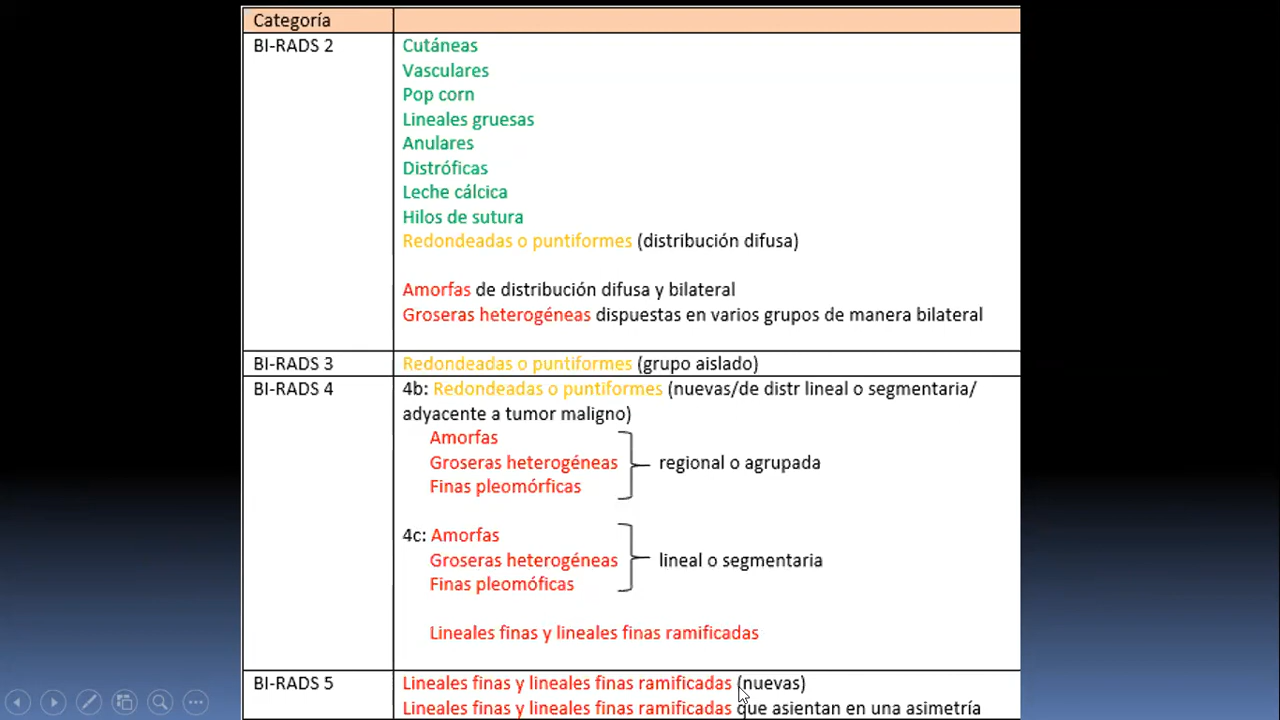 Categoría
BI-RADS 2
Cutáneas
Vasculares
Pop corn
Lineales gruesas
Anulares
Distróficas
Leche cálcica
Hilos de sutura
Redondeadas o puntiformes (distribución difusa)
Amorfas de distribución difusa y bilateral
Groseras heterogéneas dispuestas en varios grupos de manera bilateral
BI-RADS 3
Redondeadas o puntiformes (grupo aislado)
BI-RADS 4
4b: Redondeadas o puntiformes (nuevas/de distr lineal o segmentaria/
adyacente a tumor maligno)
Amorfas
Groseras heterogéneas
Finas pleomórficas
regional o agrupada
4c: Amorfas
Groseras heterogéneas
Finas pleomóficas
lineal o segmentaria
Lineales finas y lineales finas ramificadas
BI-RADS 5
Lineales finas y lineales finas ramificadas (nuevas)
Lineales finas y lineales finas ramificadas que asientan en una asimetría